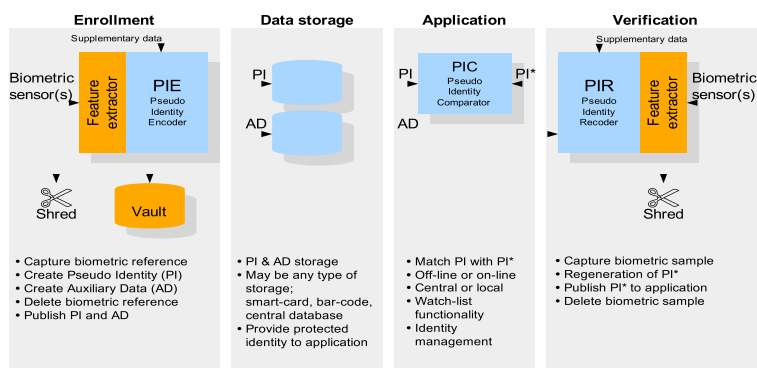 Enrollment
Supplementary data
Biometric
sensor(s)
Feature
extractor
PIE
Pseudo
Identity
Encoder
Shred
Vault
• Capture biometric reference
• Create Pseudo Identity (PI)
• Create Auxiliary Data (AD)
• Delete biometric reference
• Publish PI and AD
Data storage
PI
AD
• PI & AD storage
• May be any type of
storage;
smart-card, bar-code,
central database
• Provide protected
identity to application
Application
PI
PIC
Pseudo
Identity
Comparator
PI*
AD
• Match PI with PI*
• Off-line or on-line
• Central or local
• Watch-list
functionality
• Identity
management
Verification
Supplementary data
PIR
Pseudo
Identity
Recoder
Feature
extractor
Biometric
sensor(s)
Shred
• Capture biometric sample
• Regeneration of PI*
• Publish PI* to application
• Delete biometric sample